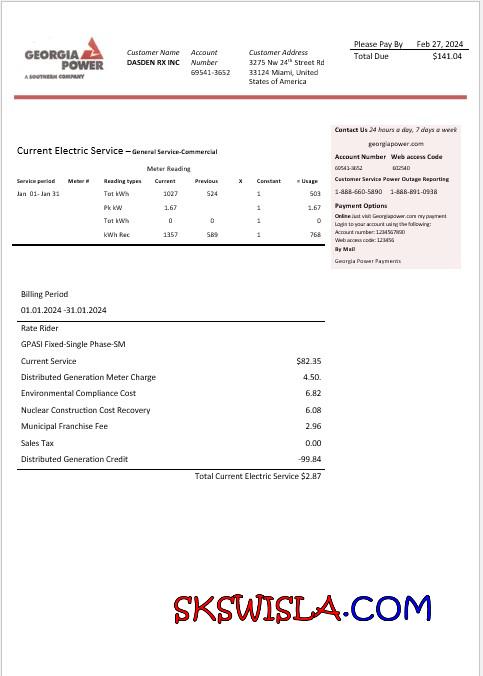 GEORGIA
POWER
A SOUTHERN COMPANY
Customer Name
DASDEN RX INC
Account
Number
69541-3652
Customer Address
3275 Nw 24th Street Rd
33124 Miami, United
States of America
Please Pay By Feb 27, 2024
Total Due $141.04
Contact Us 24 hours a day, 7 days a week
georgiapower.com
Account Number Web access Code
69541-3652 602540
Customer Service Power Outage Reporting
1-888-660-5890 1-888-891-0938
Payment Options
Online Just visit Georgiapower.com my payment
Login to your account using the following:
Account number: 1234567890
Web access code: 123456
By Mail
Georgia Power Payments
Current Electric Service – General Service-Commercial
Meter Reading
Service period Meter # Reading types Current Previous X Constant = Usage
Jan 01- Jan 31 Tot kWh 1027 524 1 503
Pk kW 1.67 1 1.67
Tot kWh 0 0 1 0
kWh Rec 1357 589 1 768
Billing Period
01.01.2024 -31.01.2024
Rate Rider
GPASI Fixed-Single Phase-SM
Current Service $82.35
Distributed Generation Meter Charge 4.50.
Environmental Compliance Cost 6.82
Nuclear Construction Cost Recovery 6.08
Municipal Franchise Fee 2.96
Sales Tax 0.00
Distributed Generation Credit -99.84
Total Current Electric Service $2.87
SKSWISLA.COM